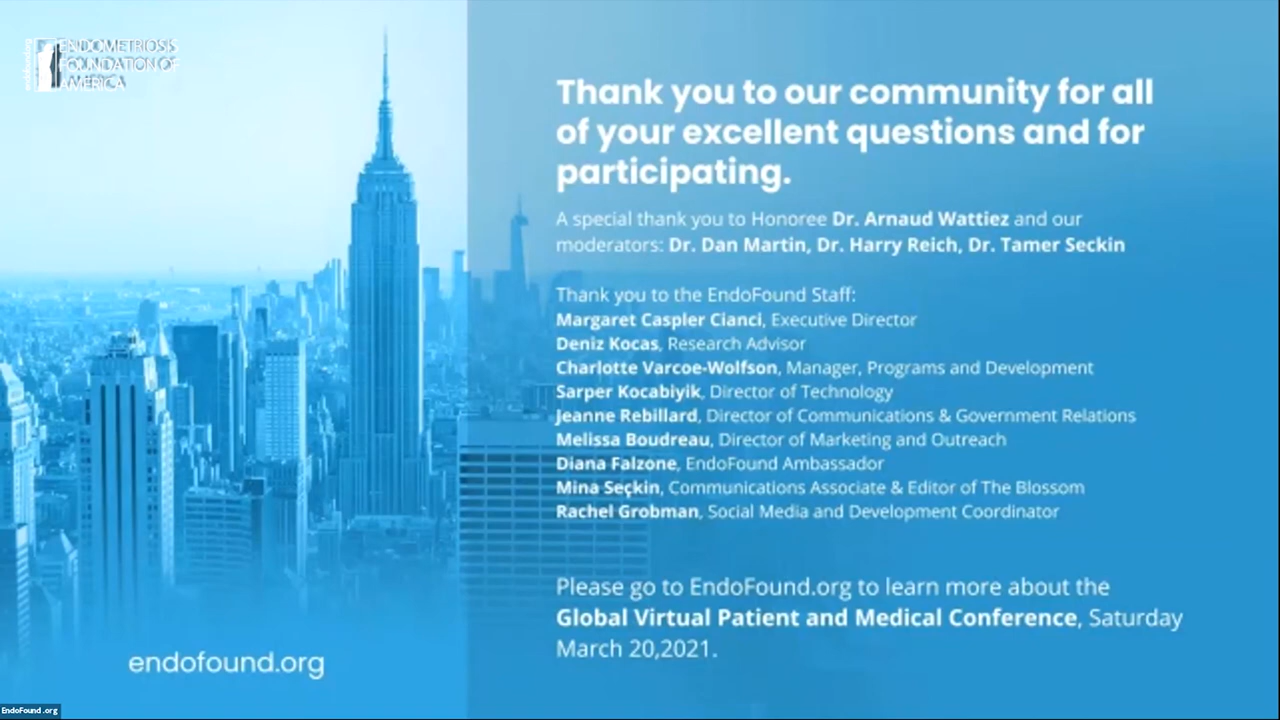 endofound.org
ENDOMETRIOSIS
FOUNDATION OF
AMERICA
Thank you to our community for all
of your excellent questions and for
participating.
A special thank you to Honoree Dr. Arnaud Wattiez and our
moderators: Dr. Dan Martin, Dr. Harry Reich, Dr. Tamer Seckin
Thank you to the EndoFound Staff:
Margaret Caspler Cianci, Executive Director
Deniz Kocas, Research Advisor
Charlotte Varcoe-Wolfson, Manager, Programs and Development
Sarper Kocabiyik, Director of Technology
Jeanne Rebillard, Director of Communications & Government Relations
Melissa Boudreau, Director of Marketing and Outreach
Diana Falzone, EndoFound Ambassador
Mina Seçkin, Communications Associate & Editor of The Blossom
Rachel Grobman, Social Media and Development Coordinator
Please go to EndoFound.org to learn more about the
Global Virtual Patient and Medical Conference, Saturday
March 20,2021.
endofound.org
EndoFound.org